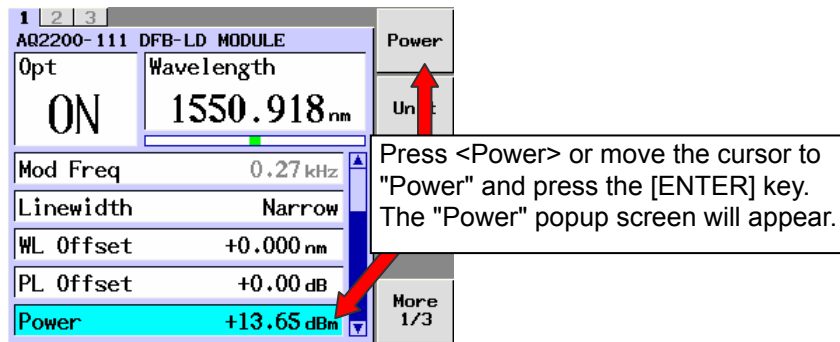 1 2 3
AQ2200-111 DFB-LD MODULE
Opt
ON
Wavelength
1550.918 nm
Mod Freq 0.27 kHz
Linewidth Narrow
WL Offset +0.000 nm
PL Offset +0.00 dB
Power +13.65 dBm
Power
More
1/3
Press <Power> or move the cursor to
"Power" and press the [ENTER] key.
The "Power" popup screen will appear.